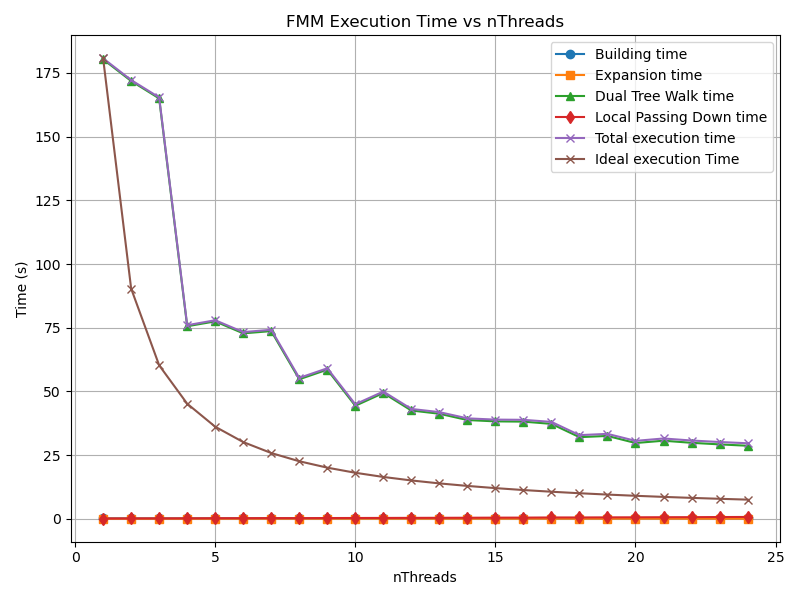 FMM Execution Time vs nThreads
Building time
Expansion time
Dual Tree Walk time
Local Passing Down time
Total execution time
Ideal execution Time
Time (s)
175
150
125
100
75
50
25
0
0 5 10 15 20 25
nThreads